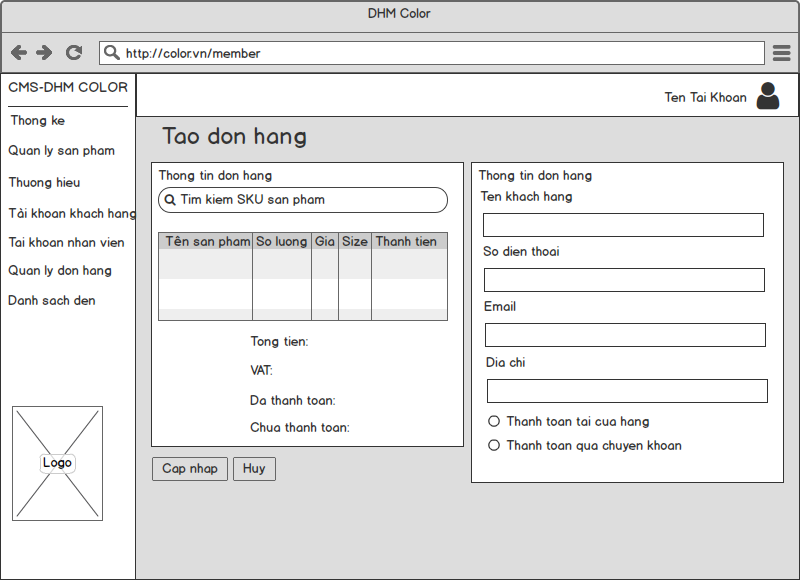 DHM Color
http://color.vn/member
CMS-DHM COLOR
Thong ke
Quan ly san pham
Thuong hieu
Tài khoan khach hang
Tai khoan nhan vien
Quan ly don hang
Danh sach den
Logo
Ten Tai Khoan
Tao don hang
Thong tin don hang
Tim kiem SKU san pham
Tên san pham So luong Gia Size Thanh tien
Tong tien:
VAT:
Da thanh toan:
Chua thanh toan:
Cap nhap Huy
Thong tin don hang
Ten khach hang
So dien thoai
Email
Dia chi
Thanh toan tai cua hang
Thanh toan qua chuyen khoan